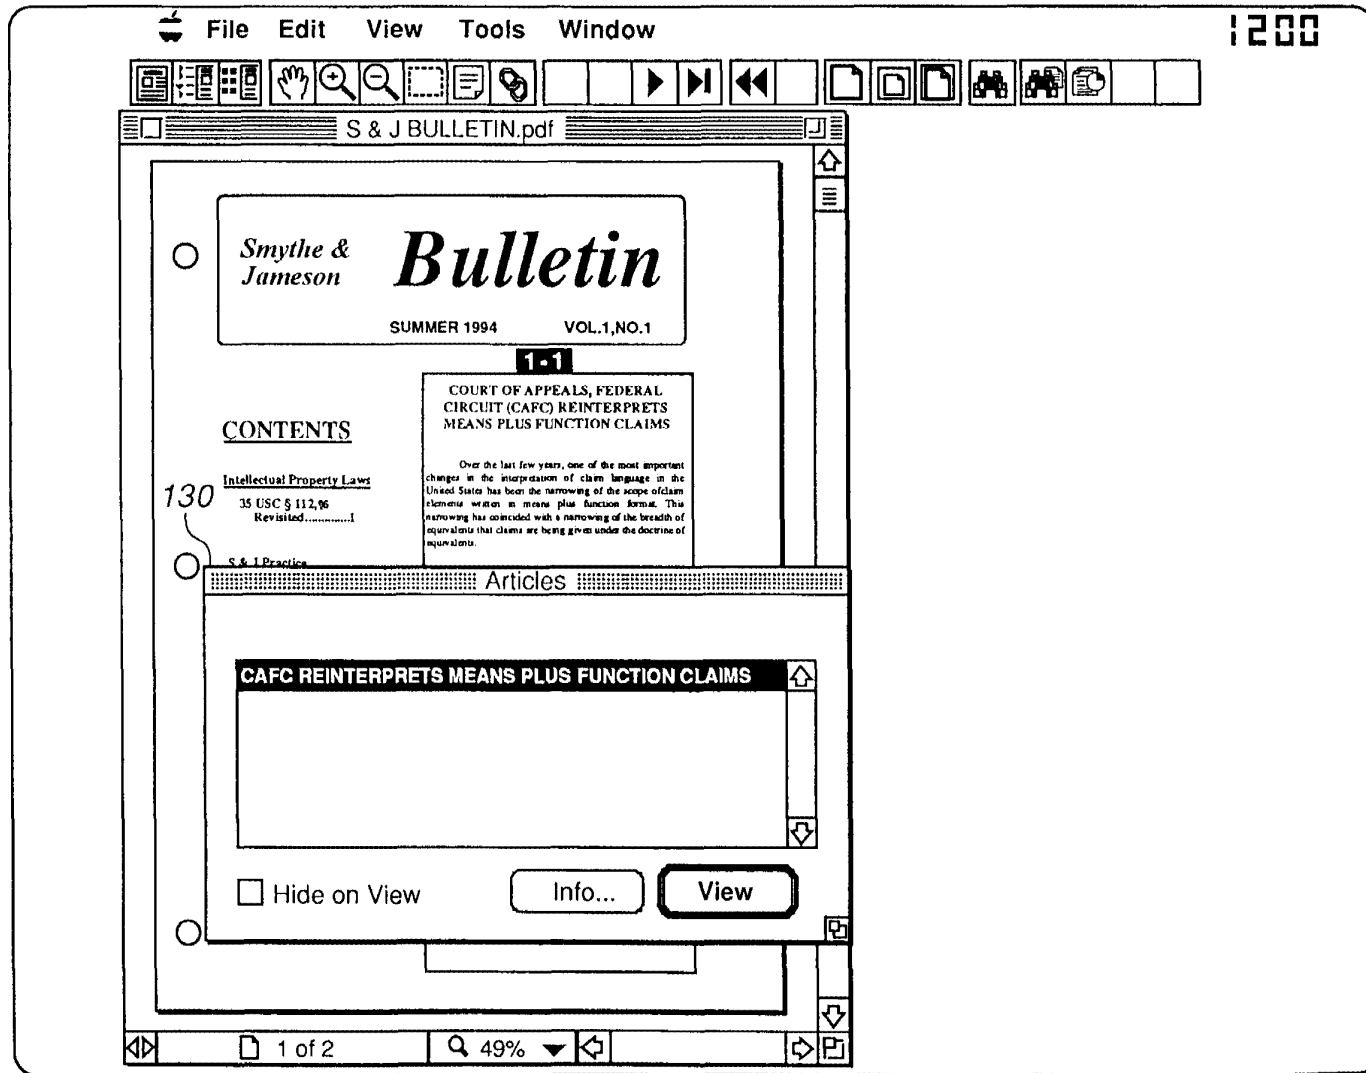 File Edit View Tools Window 1200
S & J BULLETIN.pdf
Smythe &
Jameson
Bulletin
SUMMER 1994 VOL.1,NO.1
1-1
COURT OF APPEALS, FEDERAL
CIRCUIT (CAFC) REINTERPRETS
MEANS PLUS FUNCTION CLAIMS
CONTENTS
Over the last few years, one of the most important
changes in the interpretation of claim language in the
United States has been the narrowing of the scope ofclaim
elements written in means plus function format. This
narrowing has coincided with a narrowing of the breadth of
equivalents that claims are being given under the doctrine of
equivalents.
Intellectual Property Laws
130
35 USC § 112,¶6
Revisited..............1
S & J Practice
Articles
CAFC REINTERPRETS MEANS PLUS FUNCTION CLAIMS
Hide on View Info... View
1 of 2 49%